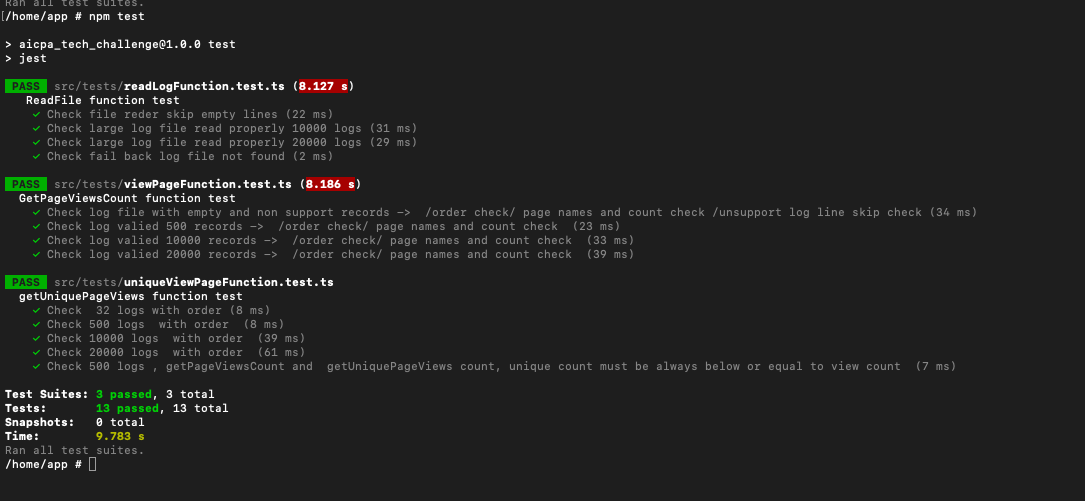 Ran all test suites.
/home/app # npm test
> aicpa_tech_challenge@1.0.0 test
> jest
PASS src/tests/readLogFunction.test.ts (8.127 s)
ReadFile function test
✓ Check file reder skip empty lines (22 ms)
✓ Check large log file read properly 10000 logs (31 ms)
✓ Check large log file read properly 20000 logs (29 ms)
✓ Check fail back log file not found (2 ms)
PASS src/tests/viewPageFunction.test.ts (8.186 s)
GetPageViewsCount function test
✓ Check log file with empty and non support records —> /order check/ page names and count check /unsupport log line skip check (34 ms)
✓ Check log valied 500 records —> /order check/ page names and count check (23 ms)
✓ Check log valied 10000 records —> /order check/ page names and count check (33 ms)
✓ Check log valied 20000 records —> /order check/ page names and count check (39 ms)
PASS src/tests/uniqueViewPageFunction.test.ts
getUniquePageViews function test
✓ Check 32 logs with order (8 ms)
✓ Check 500 logs with order (8 ms)
✓ Check 10000 logs with order (39 ms)
✓ Check 20000 logs with order (61 ms)
✓ Check 500 logs , getPageViewsCount and getUniquePageViews count, unique count must be always below or equal to view count (7 ms)
Test Suites: 3 passed, 3 total
Tests: 13 passed, 13 total
Snapshots: 0 total
Time: 9.783 s
Ran all test suites.
/home/app #